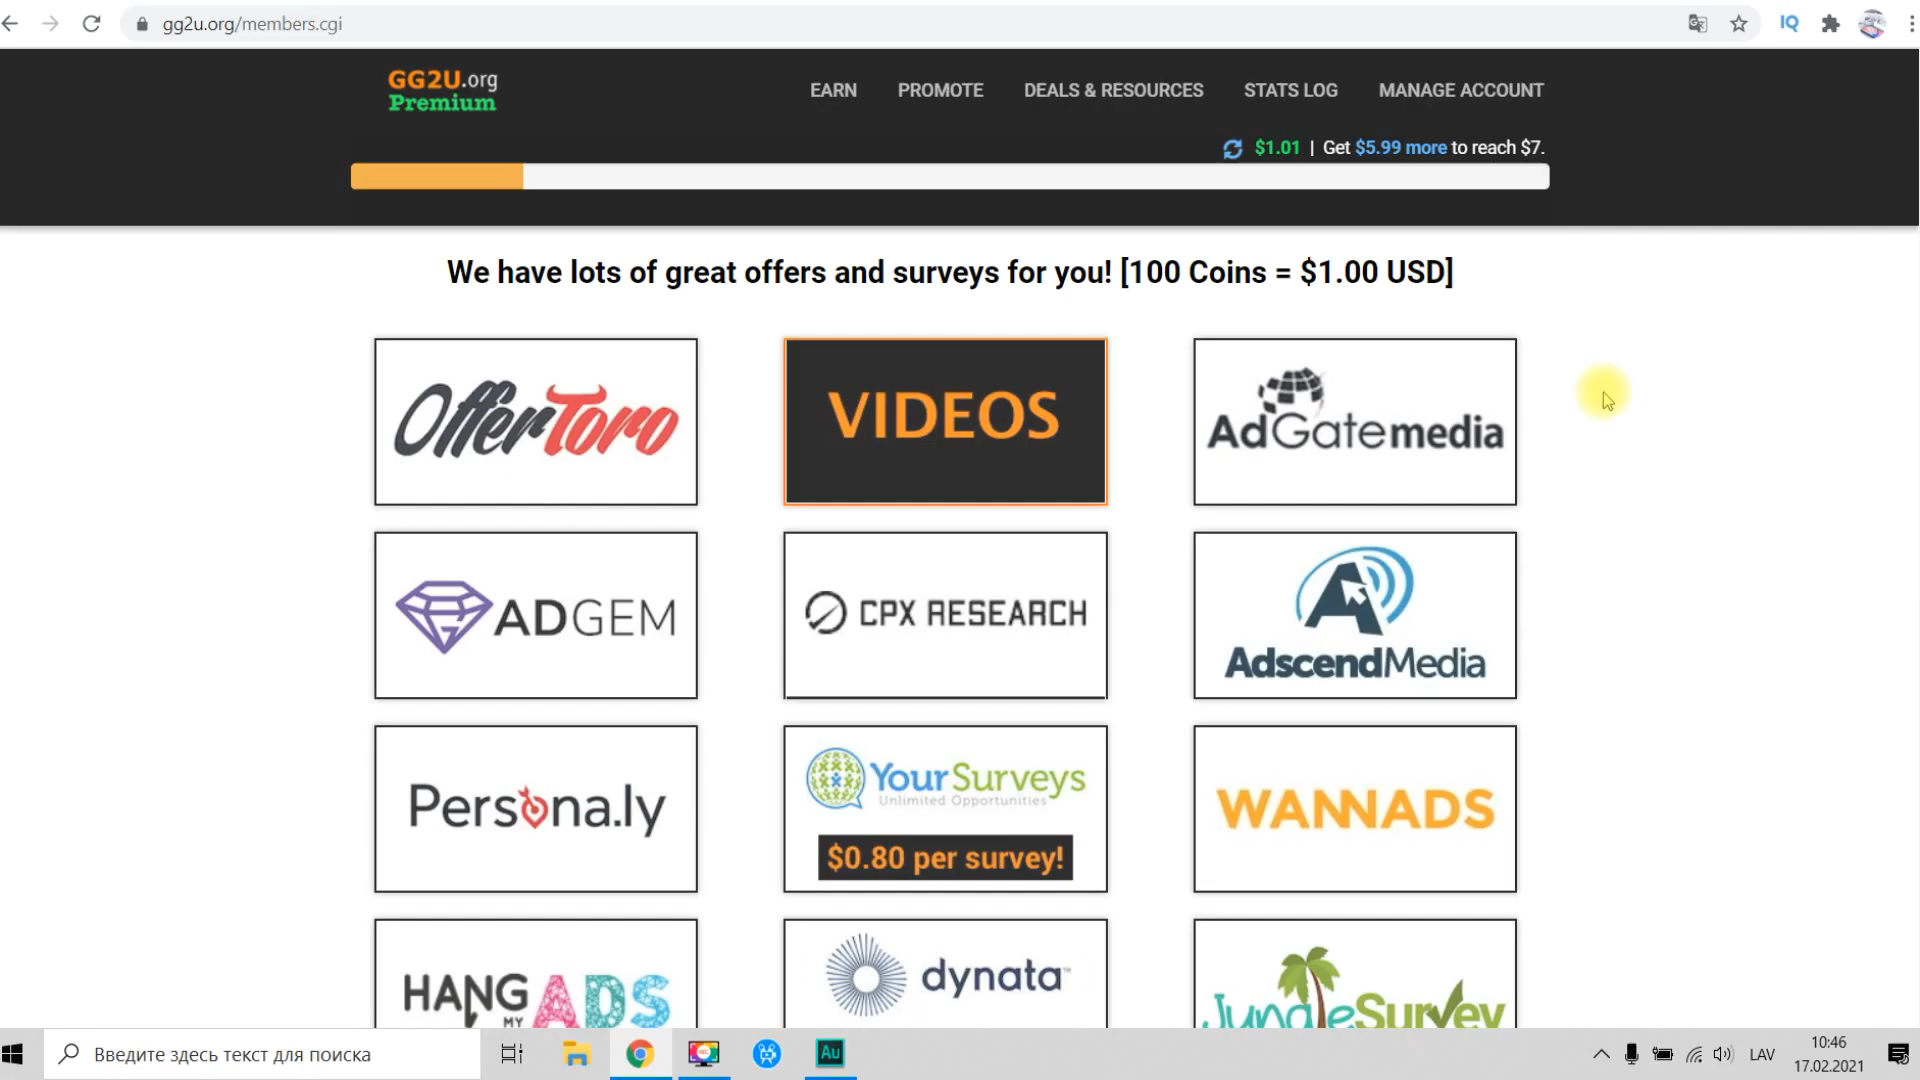 gg2u.org/members.cgi
IQ
GG2U.org
Premium
EARN
PROMOTE
DEALS & RESOURCES
STATS LOG
MANAGE ACCOUNT
$1.01 | Get $5.99 more to reach $7.
We have lots of great offers and surveys for you! [100 Coins = $1.00 USD]
OfferToro
VIDEOS
AdGatemedia
ADGEM
CPX RESEARCH
AdscendMedia
Persona.ly
YourSurveys
Unlimited Opportunities
$0.80 per survey!
WANNADS
HANG MY ADS
dynata
JungleSurvey
Введите здесь текст для поиска
Au
LAV
10:46
17.02.2021